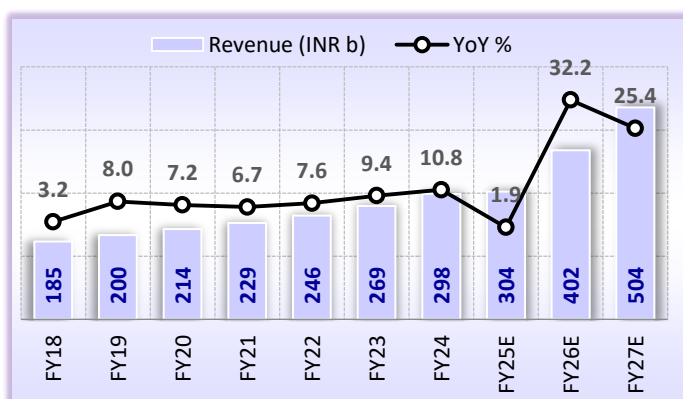 Revenue (INR b) YoY %
3.2 8.0 7.2 6.7 7.6 9.4 10.8 1.9 32.2 25.4
185 200 214 229 246 269 298 304 402 504
FY18 FY19 FY20 FY21 FY22 FY23 FY24 FY25E FY26E FY27E